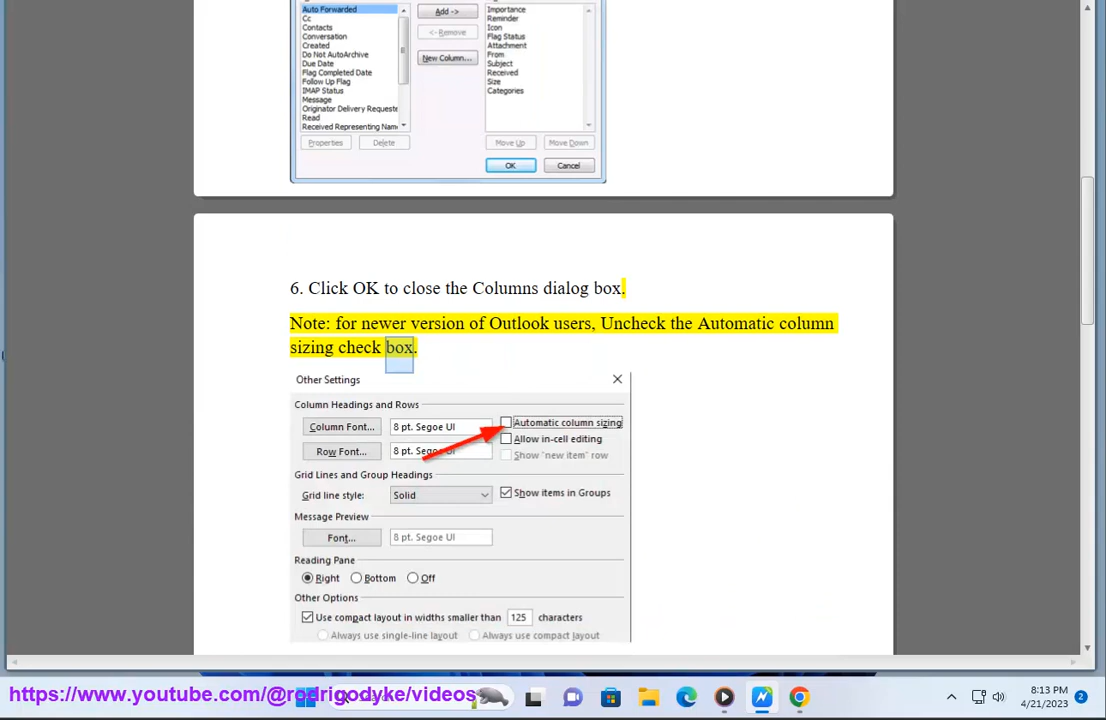 Auto Forwarded
Cc
Contacts
Conversation
Created
Do Not AutoArchive
Due Date
Flag Completed Date
Follow Up Flag
IMAP Status
Message
Originator Delivery Requeste
Read
Received Representing Nam
Properties
Delete
Add ->
<- Remove
New Column...
Importance
Reminder
Icon
Flag Status
Attachment
From
Subject
Received
Size
Categories
Move Up
Move Down
OK
Cancel
6. Click OK to close the Columns dialog box.
Note: for newer version of Outlook users, Uncheck the Automatic column
sizing check box.
Other Settings
Column Headings and Rows
Column Font...
8 pt. Segoe UI
Automatic column sizing
Allow in-cell editing
Row Font...
8 pt. Segoe UI
Show "new item" row
Grid Lines and Group Headings
Grid line style:
Solid
Show items in Groups
Message Preview
Font...
8 pt. Segoe UI
Reading Pane
Right
Bottom
Off
Other Options
Use compact layout in widths smaller than 125 characters
Always use single-line layout
Always use compact layout
https://www.youtube.com/@rodrigodyke/videos
8:13 PM
4/21/2023
2